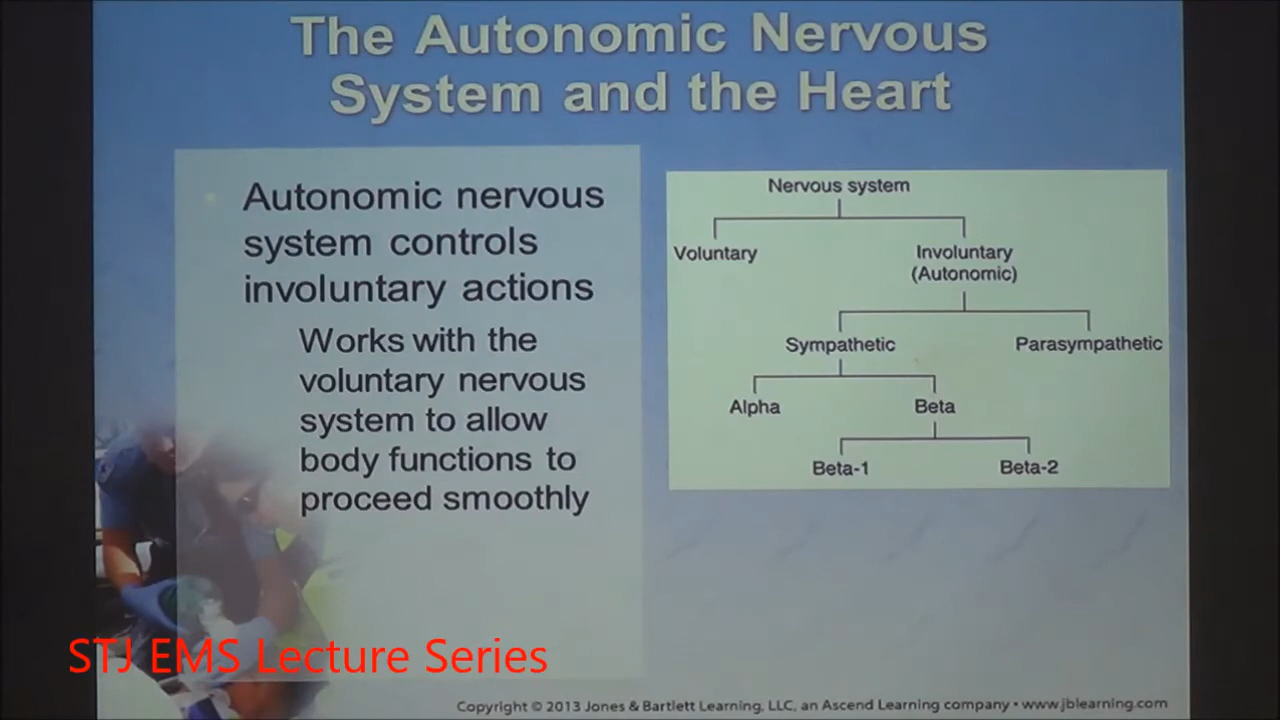 The Autonomic Nervous
System and the Heart
Autonomic nervous
system controls
involuntary actions
Works with the
voluntary nervous
system to allow
body functions to
proceed smoothly
Nervous system
Voluntary
Involuntary
(Autonomic)
Sympathetic
Parasympathetic
Alpha
Beta
Beta-1
Beta-2
STJ EMS Lecture Series
Copyright © 2013 Jones & Bartlett Learning, LLC, an Ascend Learning company • www.jblearning.com